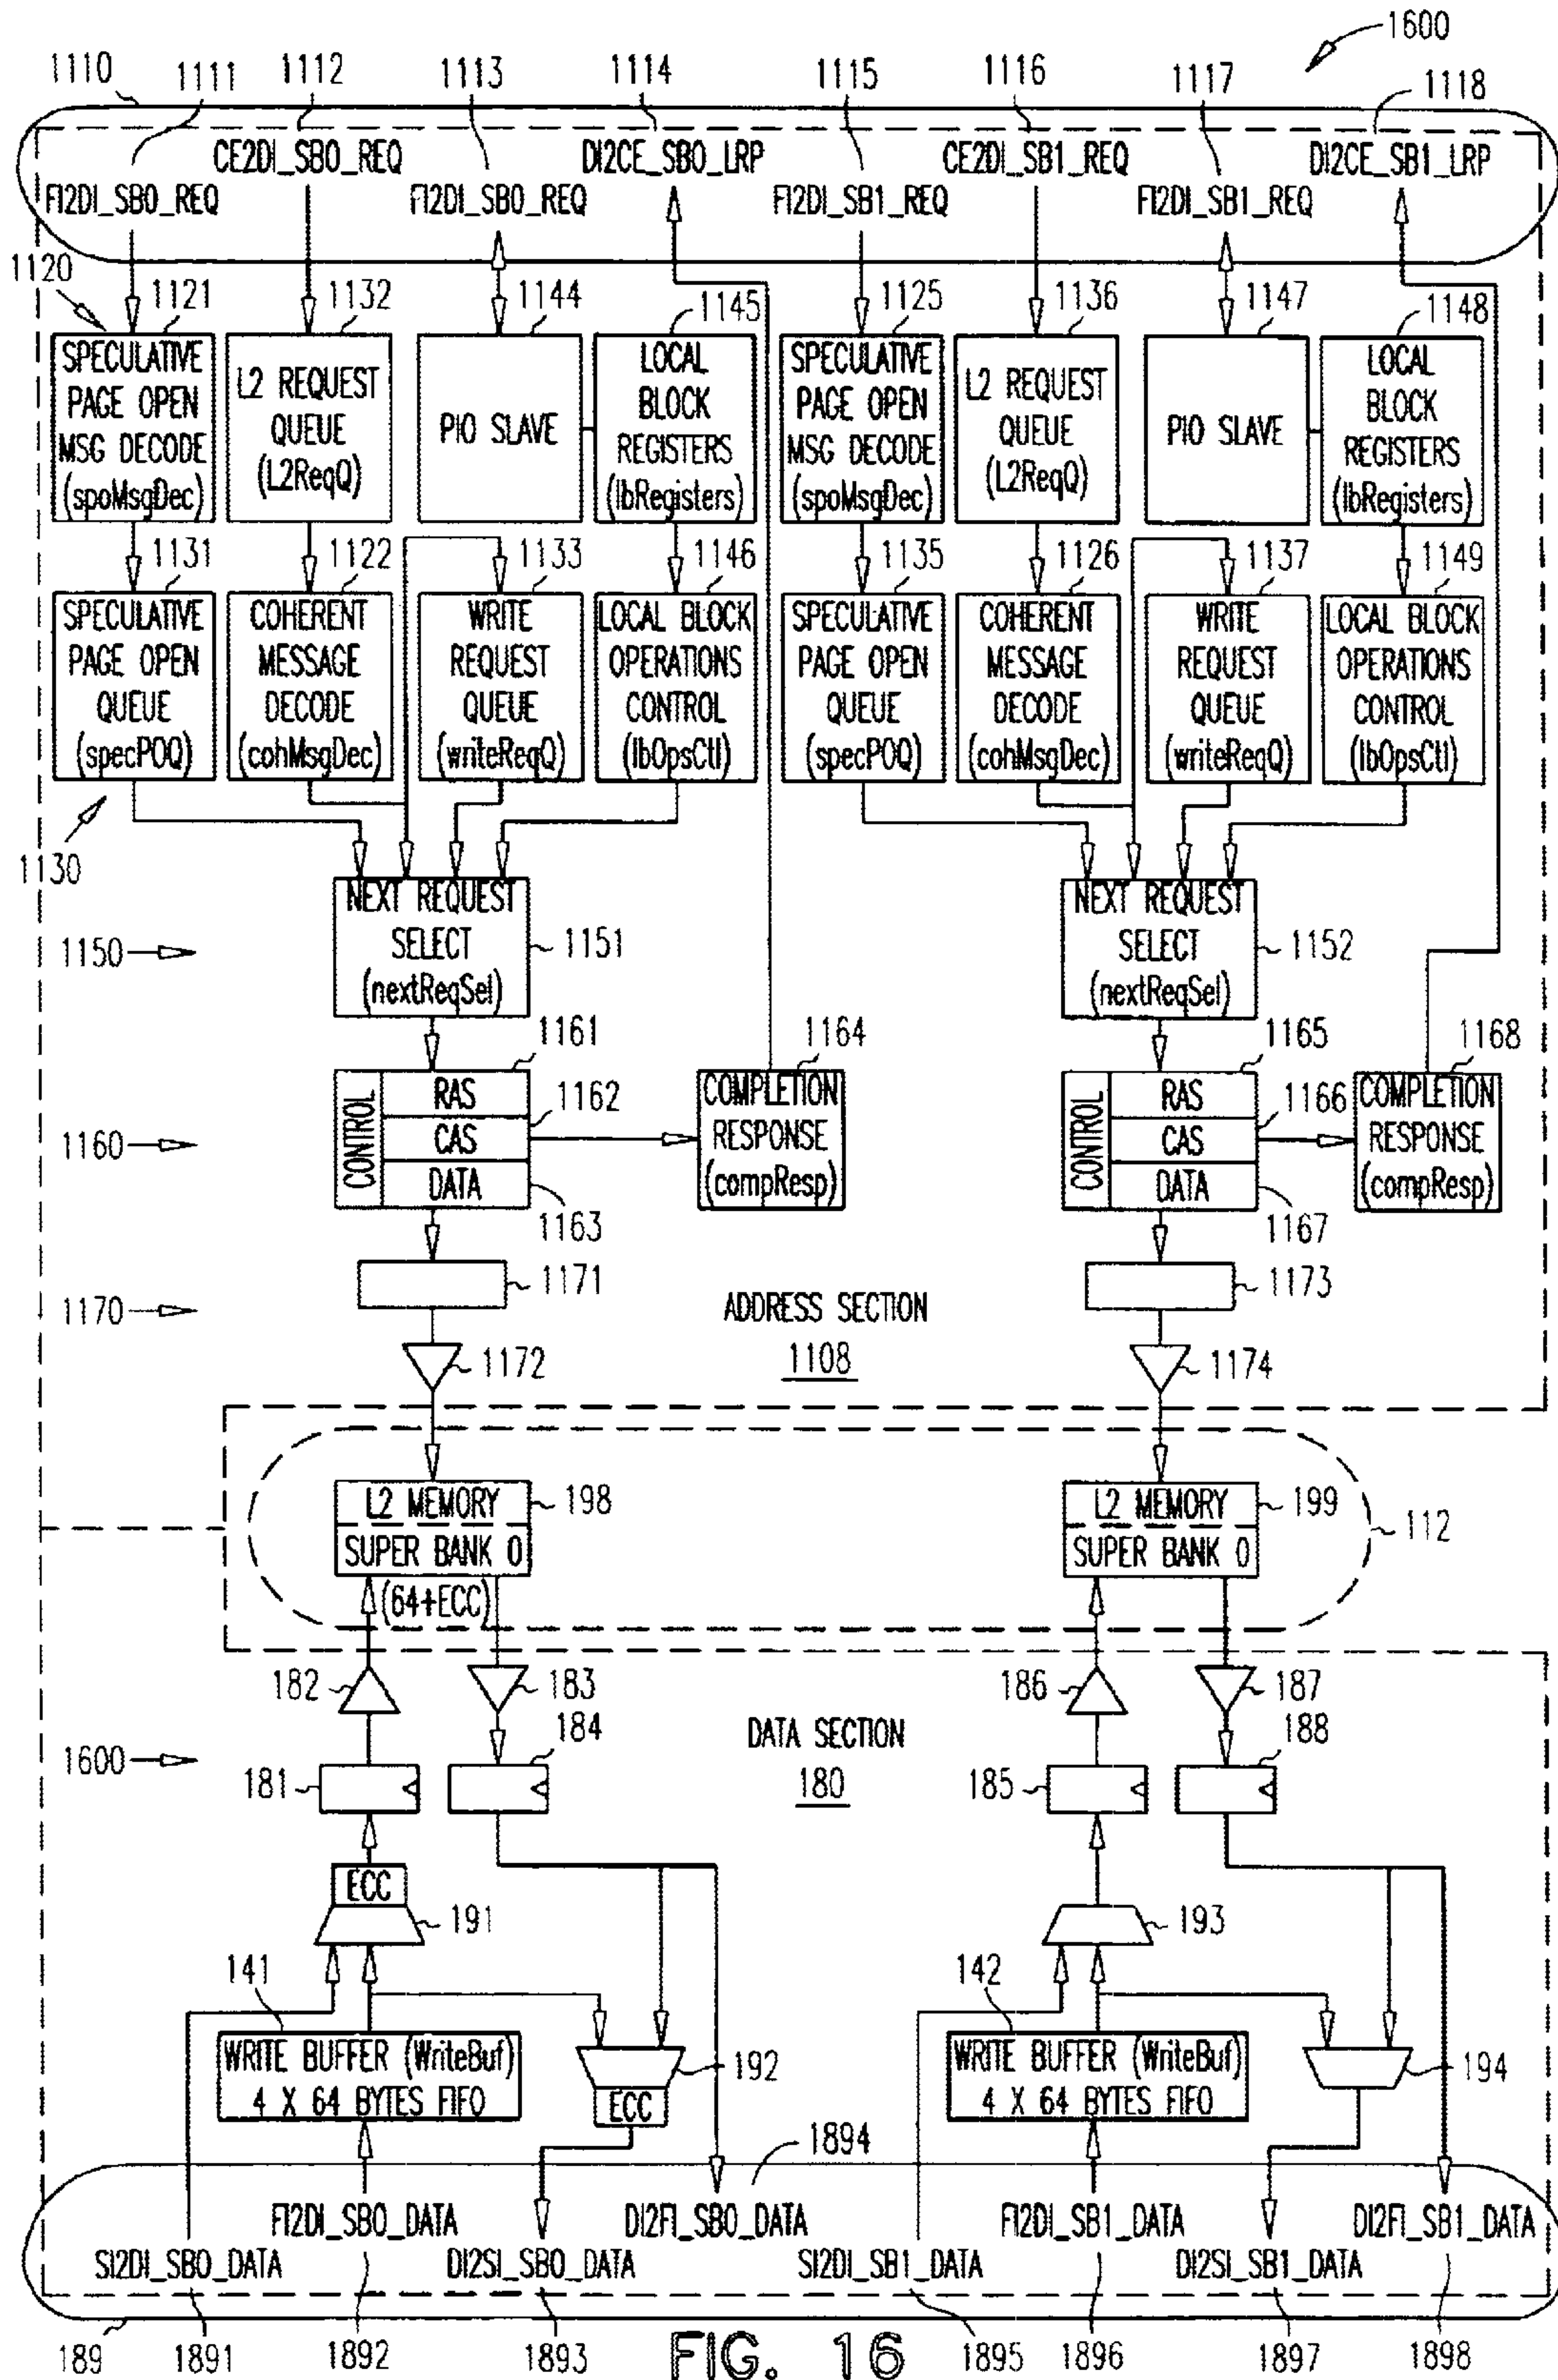 1600
1110
1111
1112
1113
1114
1115
1116
1117
1118
CE2DI_SB0_REQ
DI2CE_SB0_LRP
CE2DI_SB1_REQ
DI2CE_SB1_LRP
FI2DI_SB0_REQ
FI2DI_SB0_REQ
FI2DI_SB1_REQ
FI2DI_SB1_REQ
1120
1121
1132
1144
1145
1125
1136
1147
1148
SPECULATIVE
PAGE OPEN
MSG DECODE
(spoMsgDec)
L2 REQUEST
QUEUE
(L2ReqQ)
PIO SLAVE
LOCAL
BLOCK
REGISTERS
(lbRegisters)
SPECULATIVE
PAGE OPEN
MSG DECODE
(spoMsgDec)
L2 REQUEST
QUEUE
(L2ReqQ)
PIO SLAVE
LOCAL
BLOCK
REGISTERS
(lbRegisters)
1131
1122
1133
1146
1135
1126
1137
1149
SPECULATIVE
PAGE OPEN
QUEUE
(specPOQ)
COHERENT
MESSAGE
DECODE
(cohMsgDec)
WRITE
REQUEST
QUEUE
(writeReqQ)
LOCAL BLOCK
OPERATIONS
CONTROL
(lbOpsCtl)
SPECULATIVE
PAGE OPEN
QUEUE
(specPOQ)
COHERENT
MESSAGE
DECODE
(cohMsgDec)
WRITE
REQUEST
QUEUE
(writeReqQ)
LOCAL BLOCK
OPERATIONS
CONTROL
(lbOpsCtl)
1130
1150
NEXT REQUEST
SELECT
(nextReqSel)
1151
NEXT REQUEST
SELECT
(nextReqSel)
1152
1160
CONTROL
RAS
CAS
DATA
1161
1162
1163
COMPLETION
RESPONSE
(compResp)
1164
CONTROL
RAS
CAS
DATA
1165
1166
1167
COMPLETION
RESPONSE
(compResp)
1168
1170
1171
1172
ADDRESS SECTION
1108
1173
1174
L2 MEMORY
SUPER BANK 0
(64+ECC)
198
L2 MEMORY
SUPER BANK 0
199
112
182
183
186
187
1600
181
184
DATA SECTION
180
185
188
ECC
191
193
141
WRITE BUFFER (WriteBuf)
4 X 64 BYTES FIFO
192
ECC
142
WRITE BUFFER (WriteBuf)
4 X 64 BYTES FIFO
194
1894
FI2DI_SB0_DATA
DI2FI_SB0_DATA
FI2DI_SB1_DATA
DI2FI_SB1_DATA
SI2DI_SB0_DATA
DI2SI_SB0_DATA
SI2DI_SB1_DATA
DI2SI_SB1_DATA
189
1891
1892
1893
1895
1896
1897
1898
FIG. 16